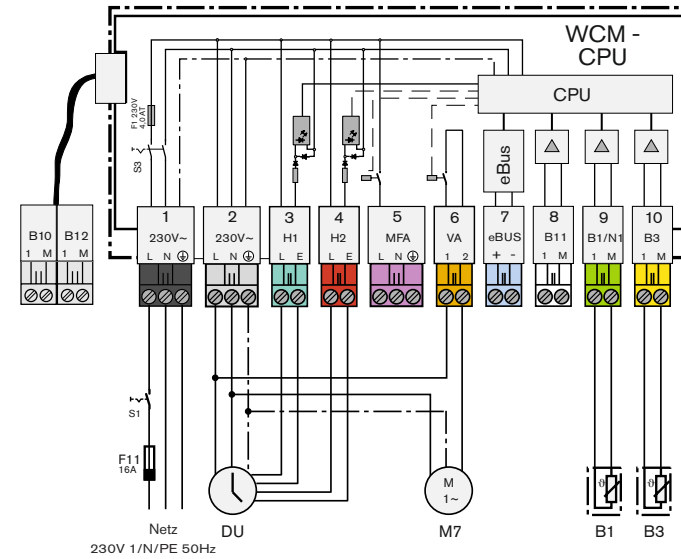 WCM -
CPU
CPU
F1 230V
4.0 AT
S3
eBus
B10 B12
1 M 1 M
1 2 3 4 5 6 7 8 9 10
230V~ 230V~ H1 H2 MFA VA eBUS B11 B1/N1 B3
L N L N L E L E L N 1 2 + - 1 M 1 M 1 M
S1
F11
16A
M
1~
ϑ ϑ
Netz DU M7 B1 B3
230V 1/N/PE 50Hz